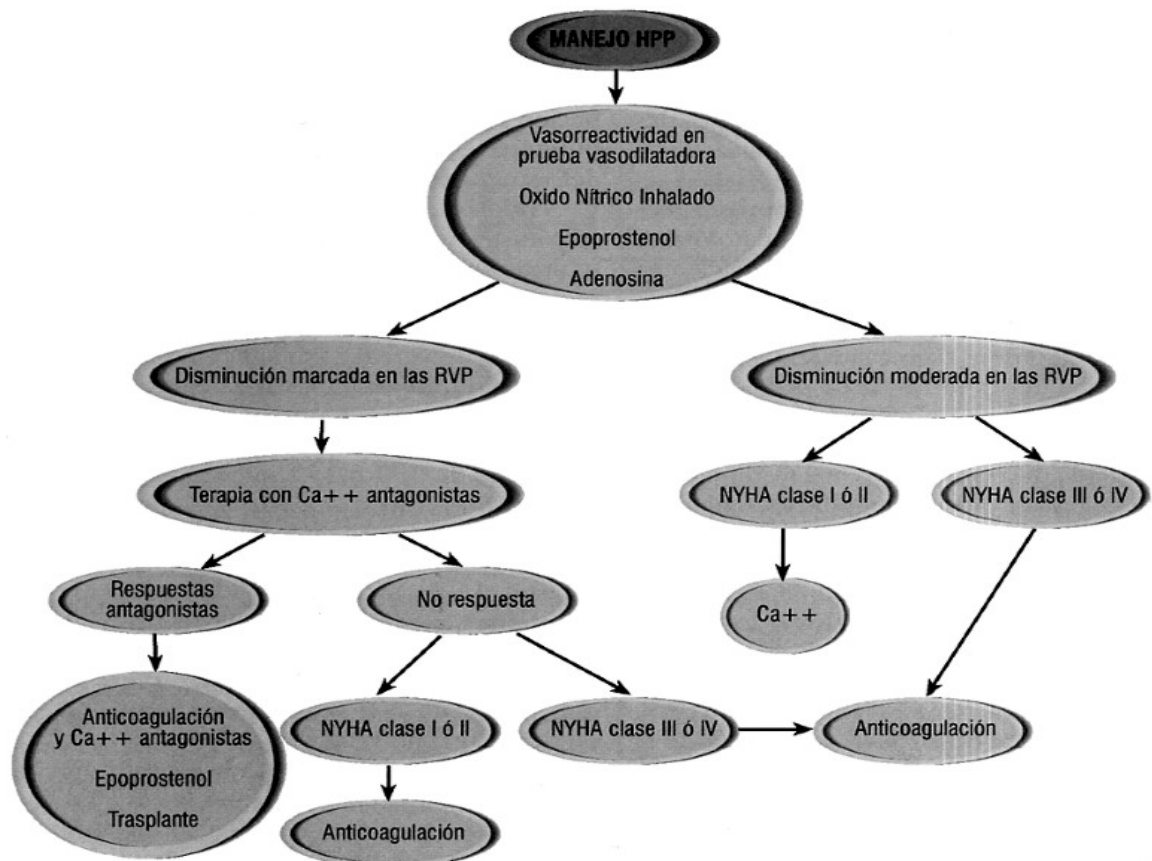 MANEJO HPP
Vasorreactividad en
prueba vasodilatadora
Oxido Nítrico Inhalado
Epoprostenol
Adenosina
Disminución marcada en las RVP
Disminución moderada en las RVP
Terapia con Ca++ antagonistas
NYHA clase I ó II
NYHA clase III ó IV
Respuestas
antagonistas
No respuesta
Ca++
Anticoagulación
y Ca++ antagonistas
Epoprostenol
Trasplante
NYHA clase I ó II
NYHA clase III ó IV
Anticoagulación
Anticoagulación